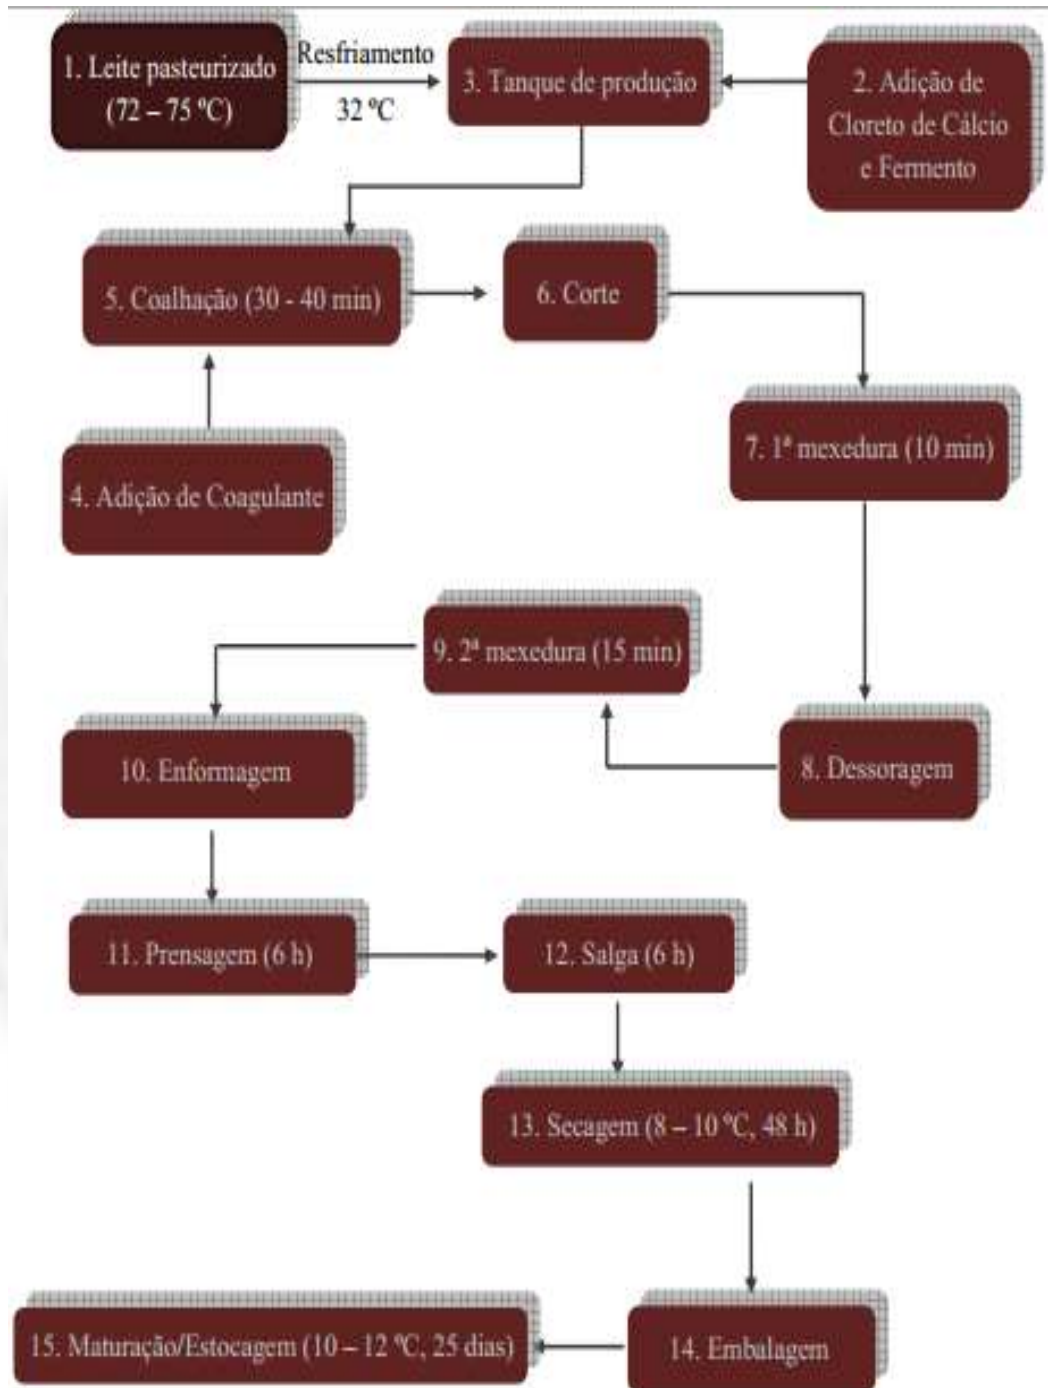 1. Leite pasteurizado
(72 – 75 ºC)
Resfriamento
32 ºC
3. Tanque de produção
2. Adição de
Cloreto de Cálcio
e Fermento
5. Coalhação (30 - 40 min)
6. Corte
7. 1ª mexedura (10 min)
4. Adição de Coagulante
9. 2ª mexedura (15 min)
8. Dessoragem
10. Enformagem
11. Prensagem (6 h)
12. Salga (6 h)
13. Secagem (8 – 10 ºC, 48 h)
14. Embalagem
15. Maturação/Estocagem (10 – 12 ºC, 25 dias)